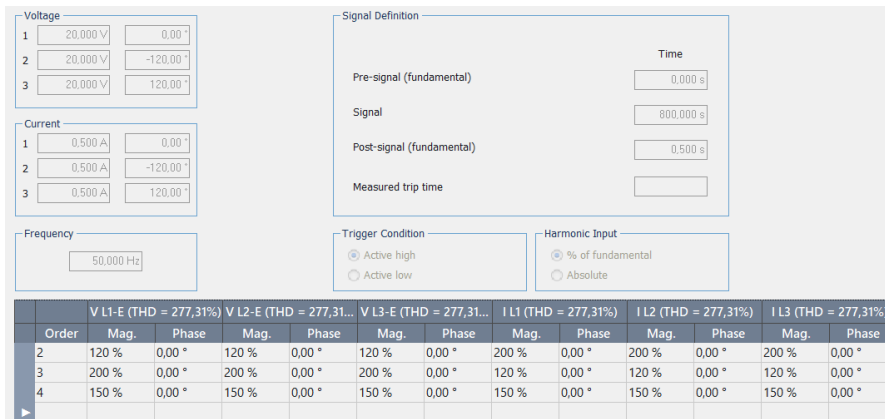 Voltage
1 20,000 V 0,00 °
2 20,000 V -120,00 °
3 20,000 V 120,00 °
Current
1 0,500 A 0,00 °
2 0,500 A -120,00 °
3 0,500 A 120,00 °
Frequency
50,000 Hz
Signal Definition
Time
Pre-signal (fundamental) 0,000 s
Signal 800,000 s
Post-signal (fundamental) 0,500 s
Measured trip time
Trigger Condition
Active high
Active low
Harmonic Input
% of fundamental
Absolute
V L1-E (THD = 277,31%) V L2-E (THD = 277,31... V L3-E (THD = 277,31... I L1 (THD = 277,31%) I L2 (THD = 277,31%) I L3 (THD = 277,31%
Order Mag. Phase Mag. Phase Mag. Phase Mag. Phase Mag. Phase Mag. Phase
2 120 % 0,00 ° 120 % 0,00 ° 120 % 0,00 ° 200 % 0,00 ° 200 % 0,00 ° 200 % 0,00 °
3 200 % 0,00 ° 200 % 0,00 ° 200 % 0,00 ° 120 % 0,00 ° 120 % 0,00 ° 120 % 0,00 °
4 150 % 0,00 ° 150 % 0,00 ° 150 % 0,00 ° 150 % 0,00 ° 150 % 0,00 ° 150 % 0,00 °